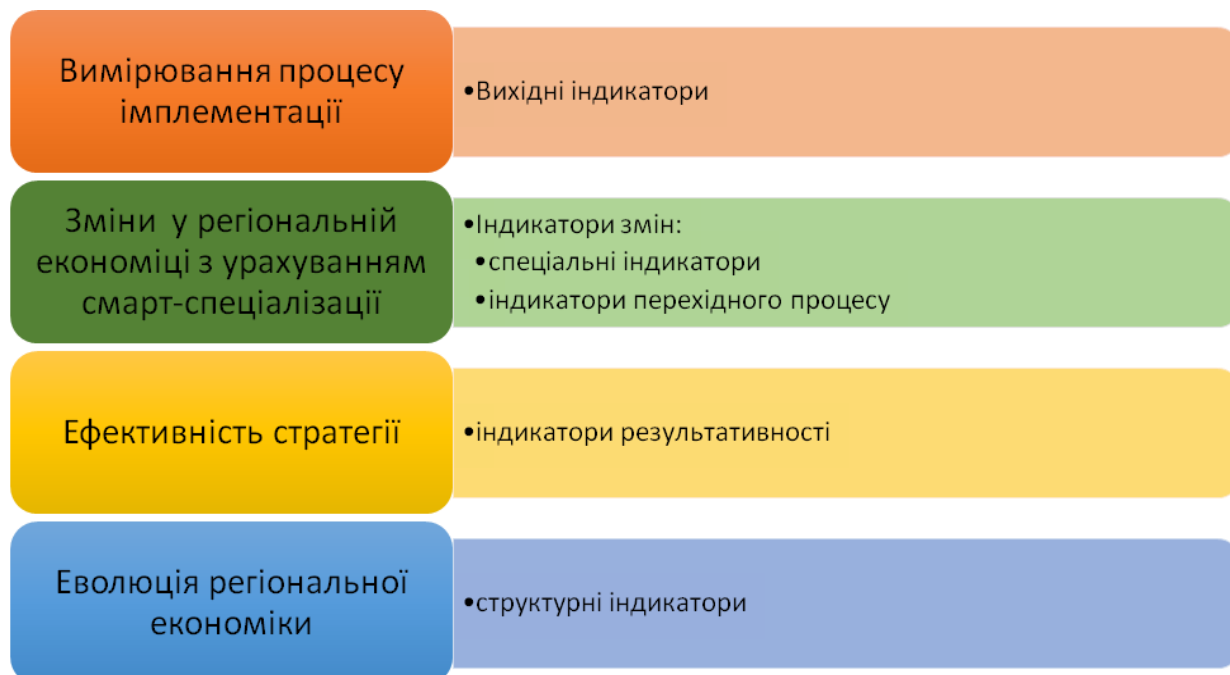 Вимірювання процесу
імплементації
•Вихідні індикатори
Зміни у регіональній
економіці з урахуванням
смарт-спеціалізації
•Індикатори змін:
•спеціальні індикатори
•індикатори перехідного процесу
Ефективність стратегії
•індикатори результативності
Еволюція регіональної
економіки
•структурні індикатори